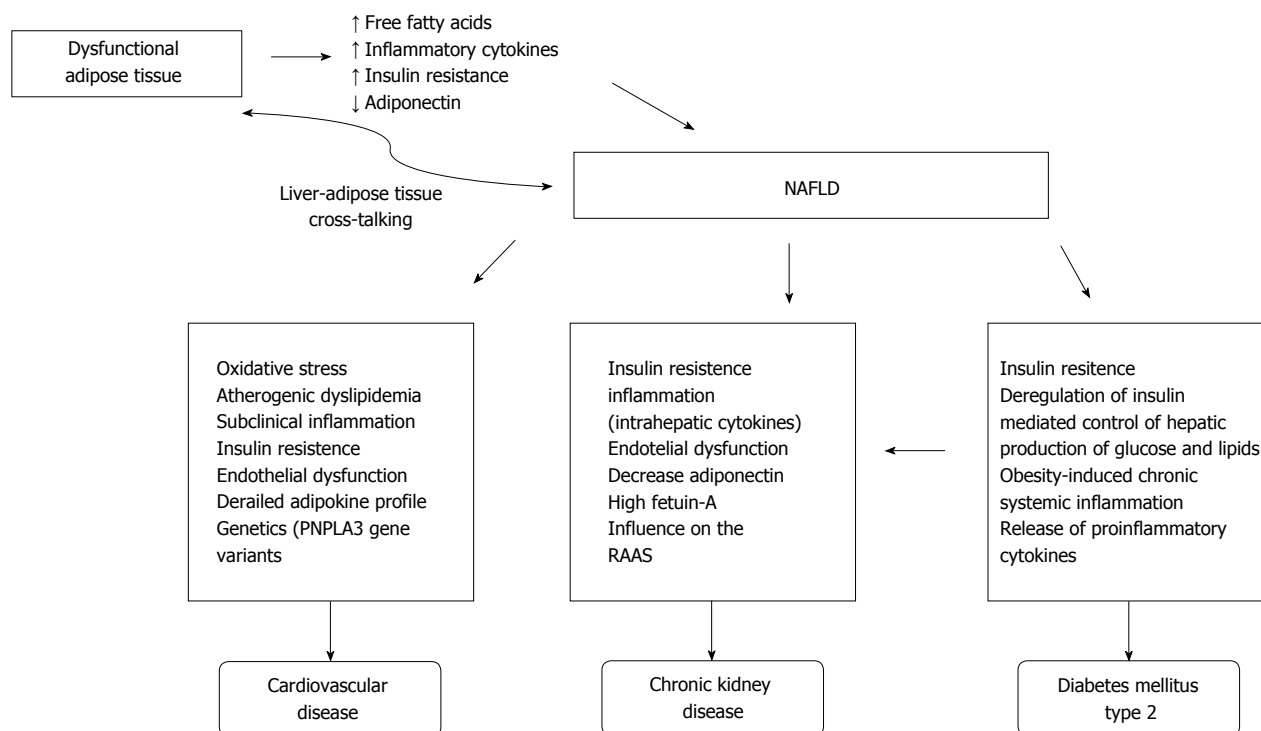 Dysfunctional
adipose tissue
↑ Free fatty acids
↑ Inflammatory cytokines
↑ Insulin resistance
↓ Adiponectin
Liver-adipose tissue
cross-talking
NAFLD
Oxidative stress
Atherogenic dyslipidemia
Subclinical inflammation
Insulin resistence
Endothelial dysfunction
Derailed adipokine profile
Genetics (PNPLA3 gene
variants
Insulin resistence
inflammation
(intrahepatic cytokines)
Endotelial dysfunction
Decrease adiponectin
High fetuin-A
Influence on the
RAAS
Insulin resitence
Deregulation of insulin
mediated control of hepatic
production of glucose and lipids
Obesity-induced chronic
systemic inflammation
Release of proinflammatory
cytokines
Cardiovascular
disease
Chronic kidney
disease
Diabetes mellitus
type 2